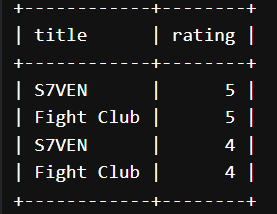 +------------+--------+
| title      | rating |
+------------+--------+
| S7VEN      |      5 |
| Fight Club |      5 |
| S7VEN      |      4 |
| Fight Club |      4 |
+------------+--------+